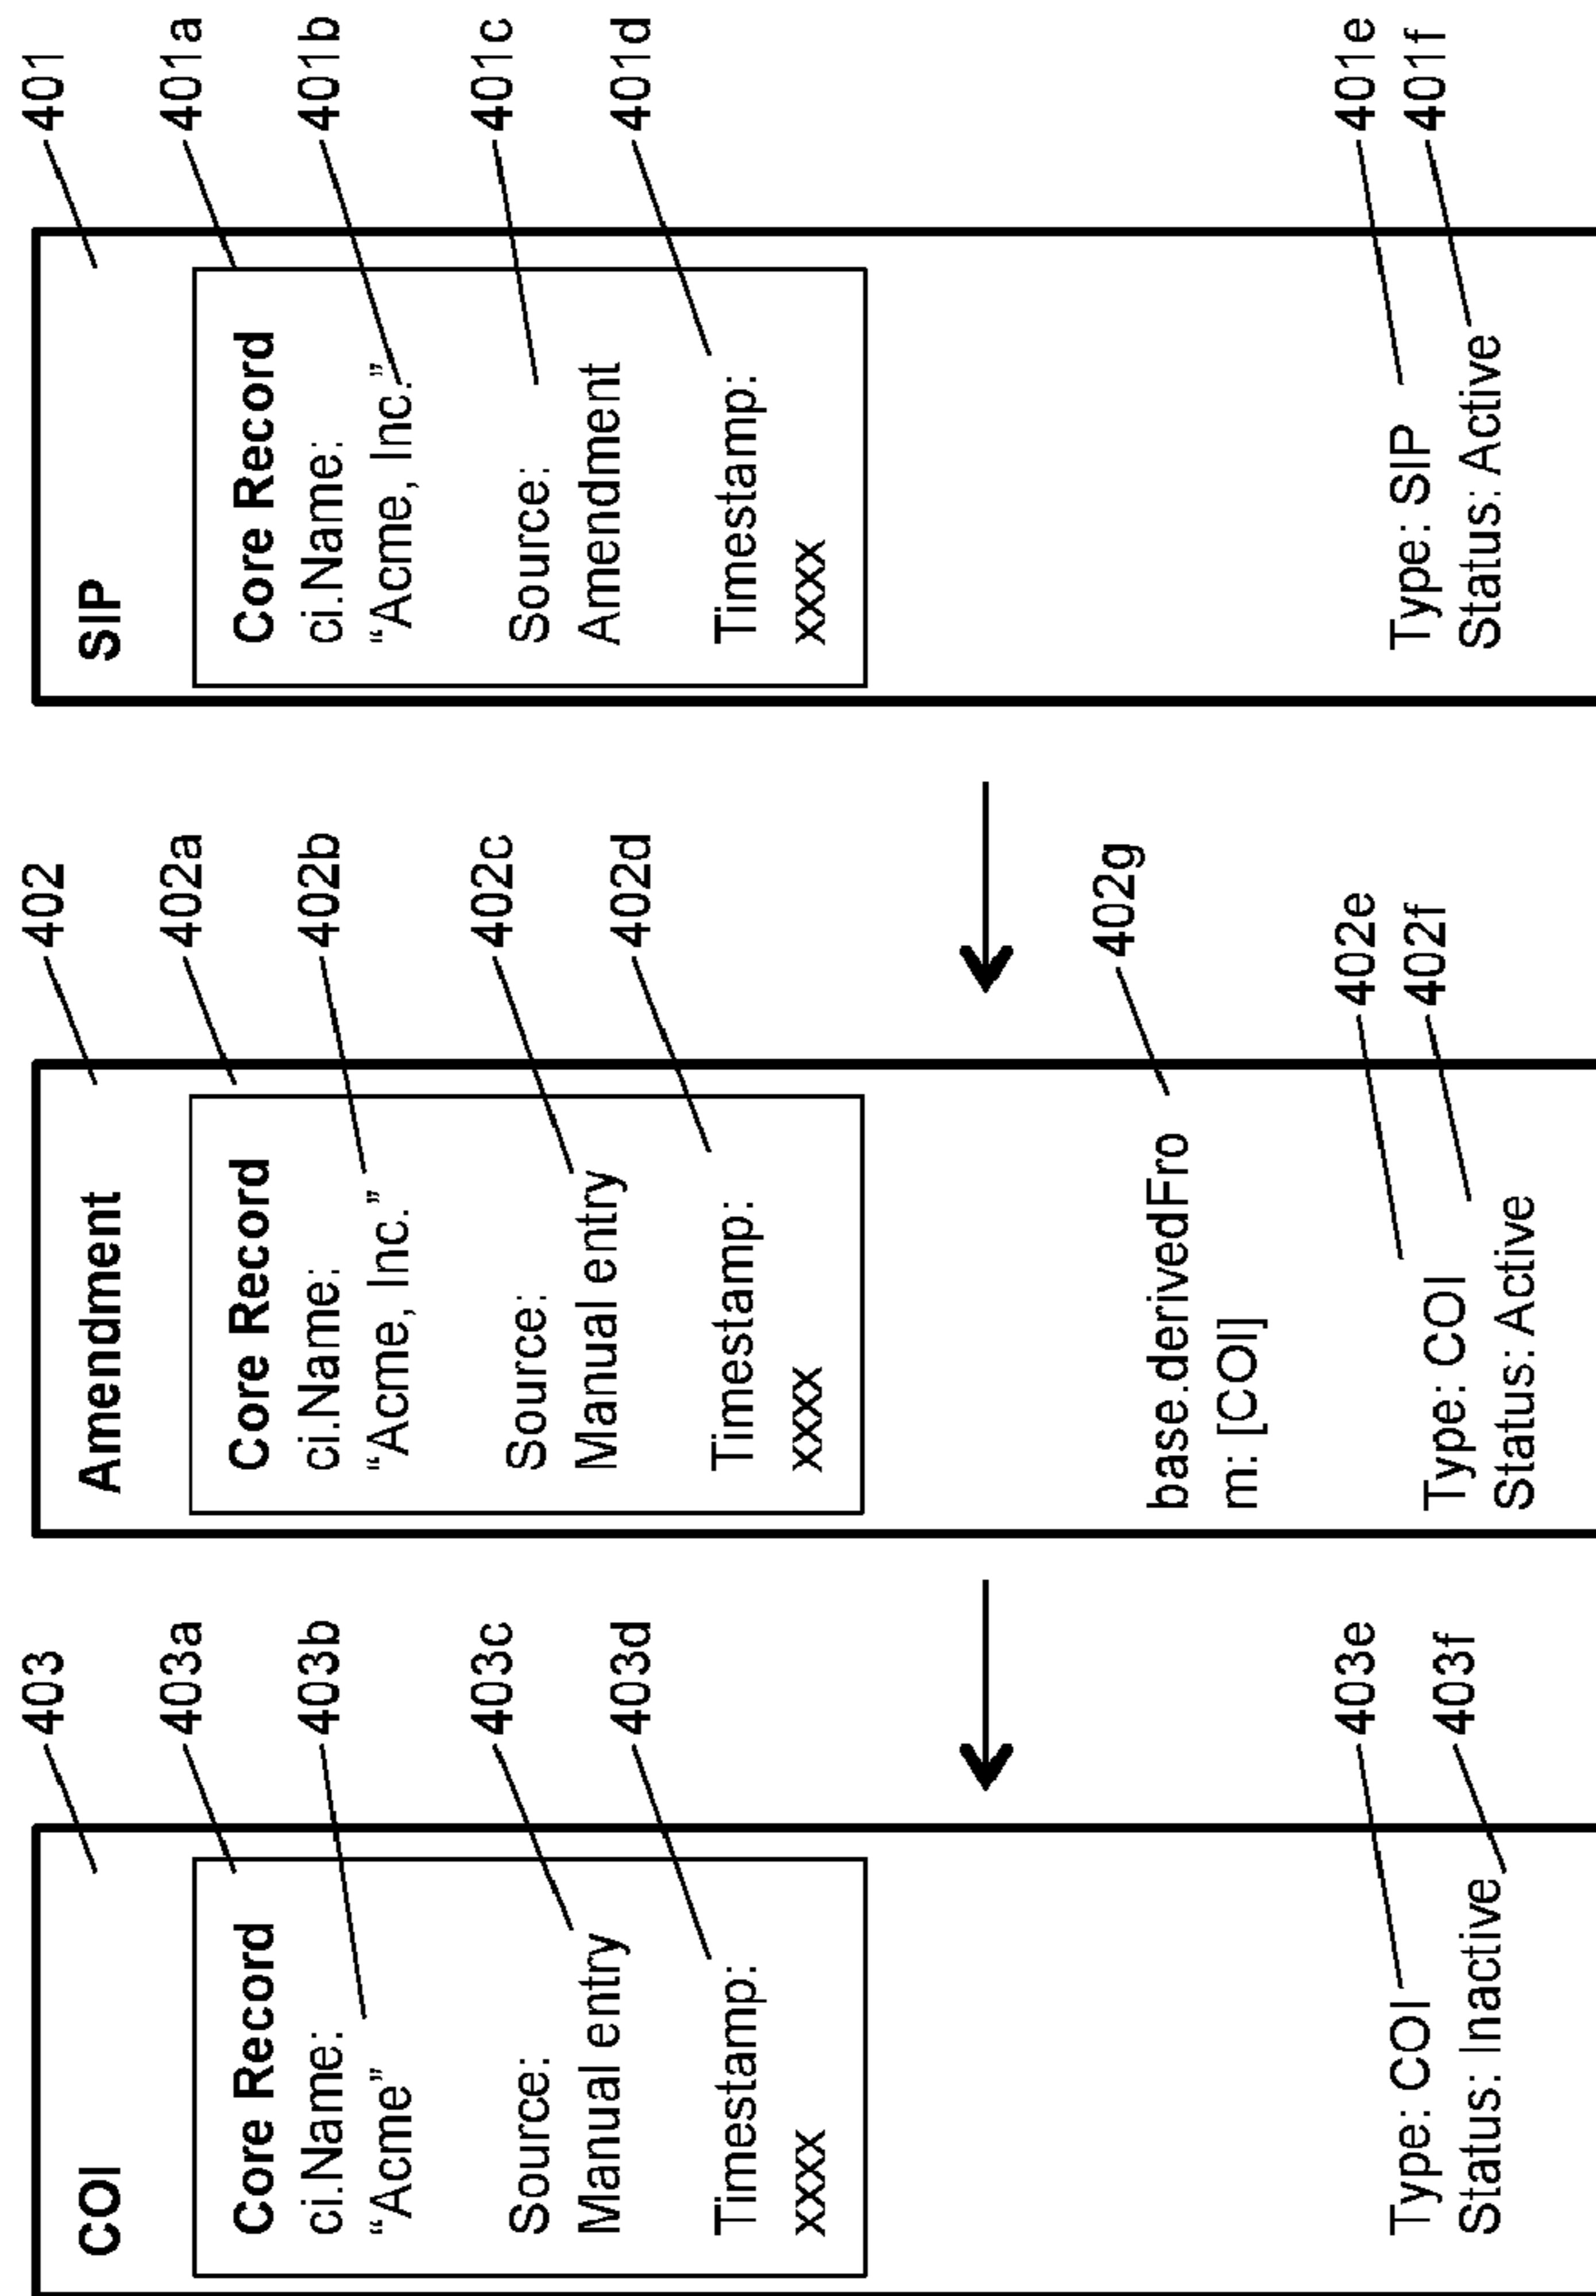 COI
403
Core Record
403a
ci.Name:
“Acme”
403b
Source:
Manual entry
403c
Timestamp:
xxxx
403d
Type: COI
403e
Status: Inactive
403f
Amendment
402
Core Record
402a
ci.Name:
“Acme, Inc.”
402b
Source:
Manual entry
402c
Timestamp:
xxxx
402d
base.derivedFro
m: [COI]
402g
Type: COI
402e
Status: Active
402f
SIP
401
Core Record
401a
ci.Name:
“Acme, Inc.”
401b
Source:
Amendment
401c
Timestamp:
xxxx
401d
Type: SIP
401e
Status: Active
401f